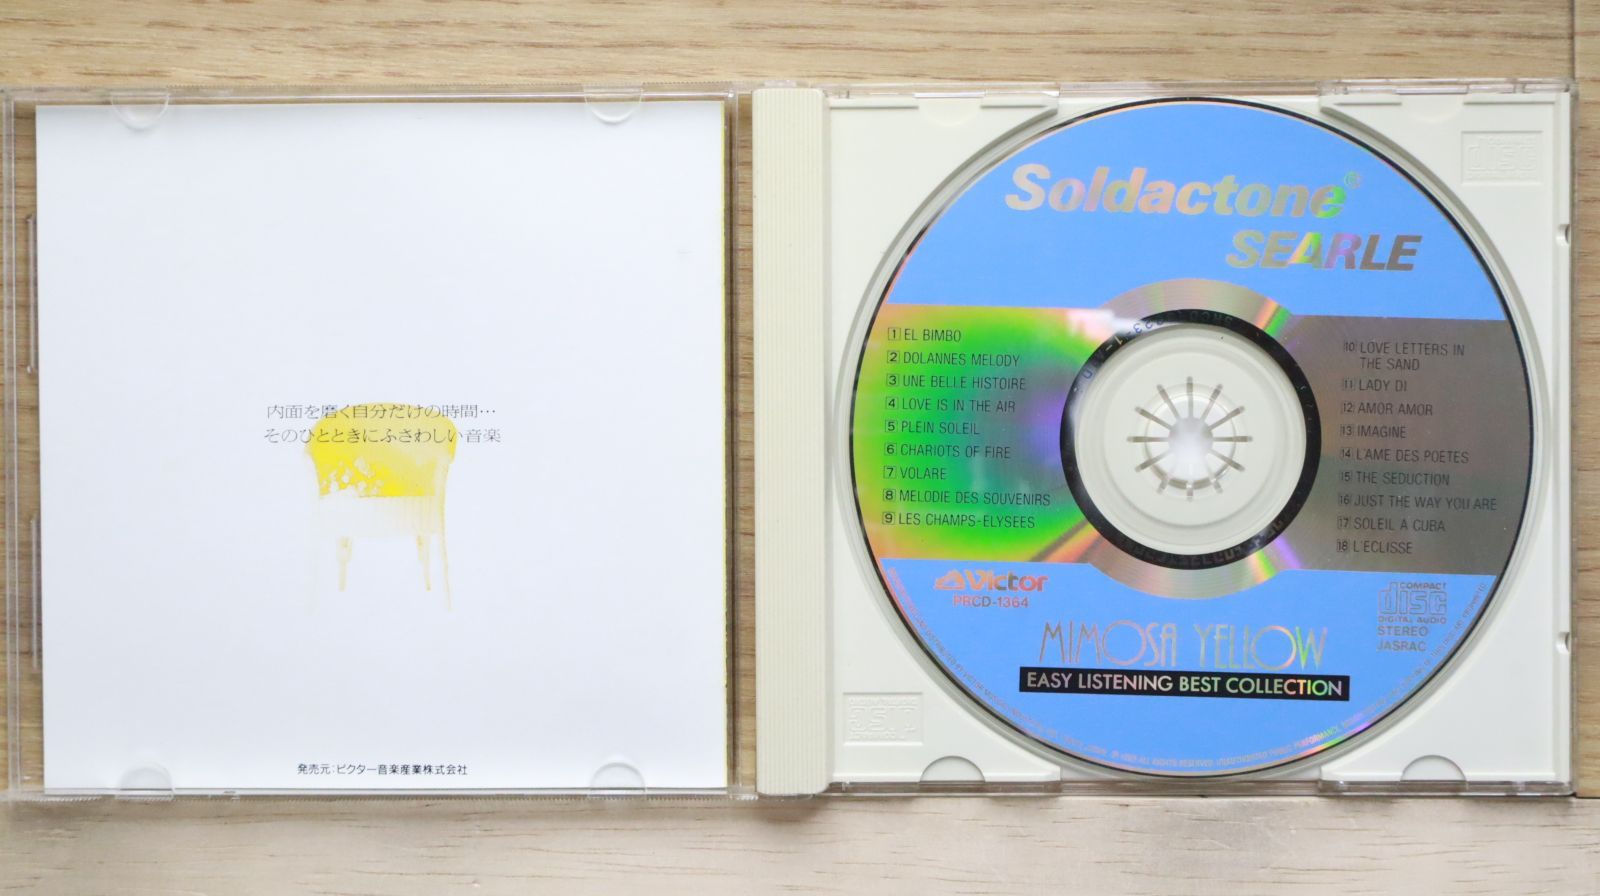 内面を磨く自分だけの時間…
そのひとときにふさわしい音楽
発売元:ビクター音楽産業株式会社
Soldactone®
SEARLE
1 EL BIMBO
2 DOLANNES MELODY
3 UNE BELLE HISTOIRE
4 LOVE IS IN THE AIR
5 PLEIN SOLEIL
6 CHARIOTS OF FIRE
7 VOLARE
8 MELODIE DES SOUVENIRS
9 LES CHAMPS-ELYSEES
10 LOVE LETTERS IN
THE SAND
11 LADY DI
12 AMOR AMOR
13 IMAGINE
14 L'AME DES POETES
15 THE SEDUCTION
16 JUST THE WAY YOU ARE
17 SOLEIL A CUBA
18 L'ECLISSE
Victor
PRCD-1364
COMPACT
disc
DIGITAL AUDIO
STEREO
JASRAC
MIMOSA YELLOW
EASY LISTENING BEST COLLECTION